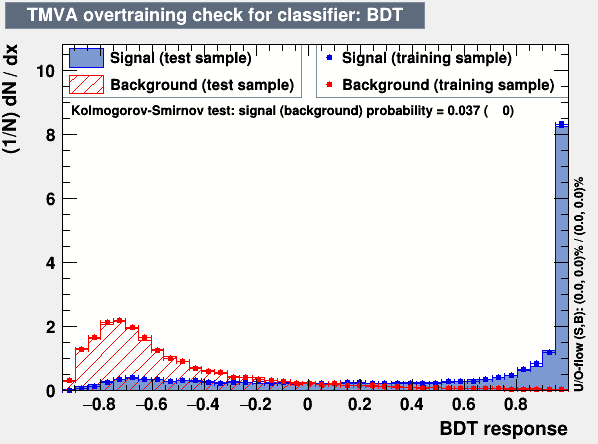 TMVA overtraining check for classifier: BDT
(1/N) dN / dx
Signal (test sample)
Background (test sample)
Signal (training sample)
Background (training sample)
Kolmogorov-Smirnov test: signal (background) probability = 0.037 ( 0)
10
8
6
4
2
0
−0.8 −0.6 −0.4 −0.2 0 0.2 0.4 0.6 0.8
BDT response
U/O-flow (S,B): (0.0, 0.0)% / (0.0, 0.0)%